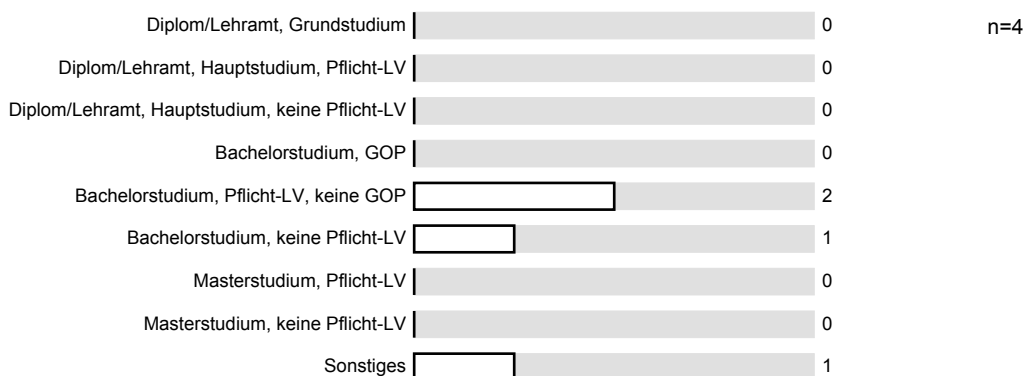 Diplom/Lehramt, Grundstudium 0 n=4
Diplom/Lehramt, Hauptstudium, Pflicht-LV 0
Diplom/Lehramt, Hauptstudium, keine Pflicht-LV 0
Bachelorstudium, GOP 0
Bachelorstudium, Pflicht-LV, keine GOP 2
Bachelorstudium, keine Pflicht-LV 1
Masterstudium, Pflicht-LV 0
Masterstudium, keine Pflicht-LV 0
Sonstiges 1